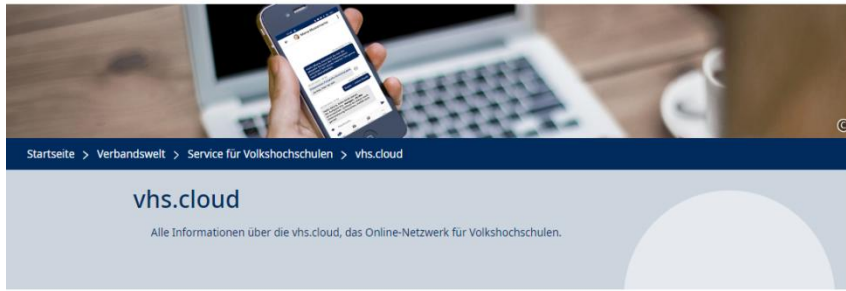 Startseite > Verbandswelt > Service für Volkshochschulen > vhs.cloud
vhs.cloud
Alle Informationen über die vhs.cloud, das Online-Netzwerk für Volkshochschulen.